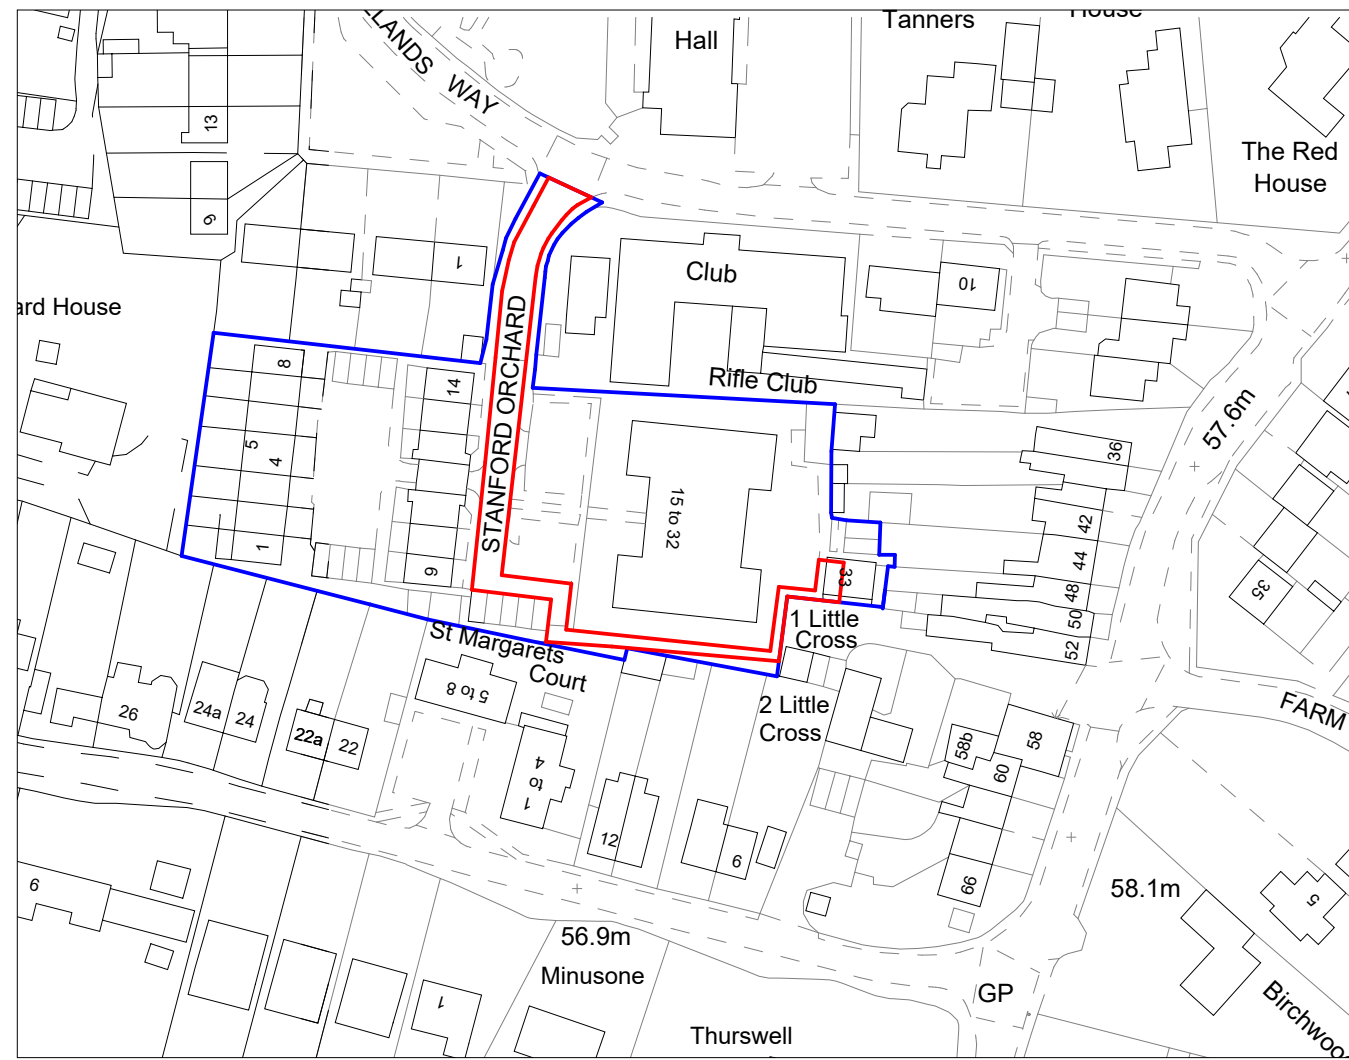 Tanners
House
Hall
LLANDS WAY
13
The Red
House
9
1
Club
10
ard House
8
14
Rifle Club
STANFORD ORCHARD
57.6m
36
5
4
15 to 32
42
44
1
9
33
48
35
50
1 Little
Cross
52
St Margarets
Court
5 to 8
26
24a
24
22a
22
2 Little
Cross
FARM
58b
58
60
1
to
4
12
6
66
58.1m
5
6
56.9m
Minusone
1
GP
Birchwoo
Thurswell